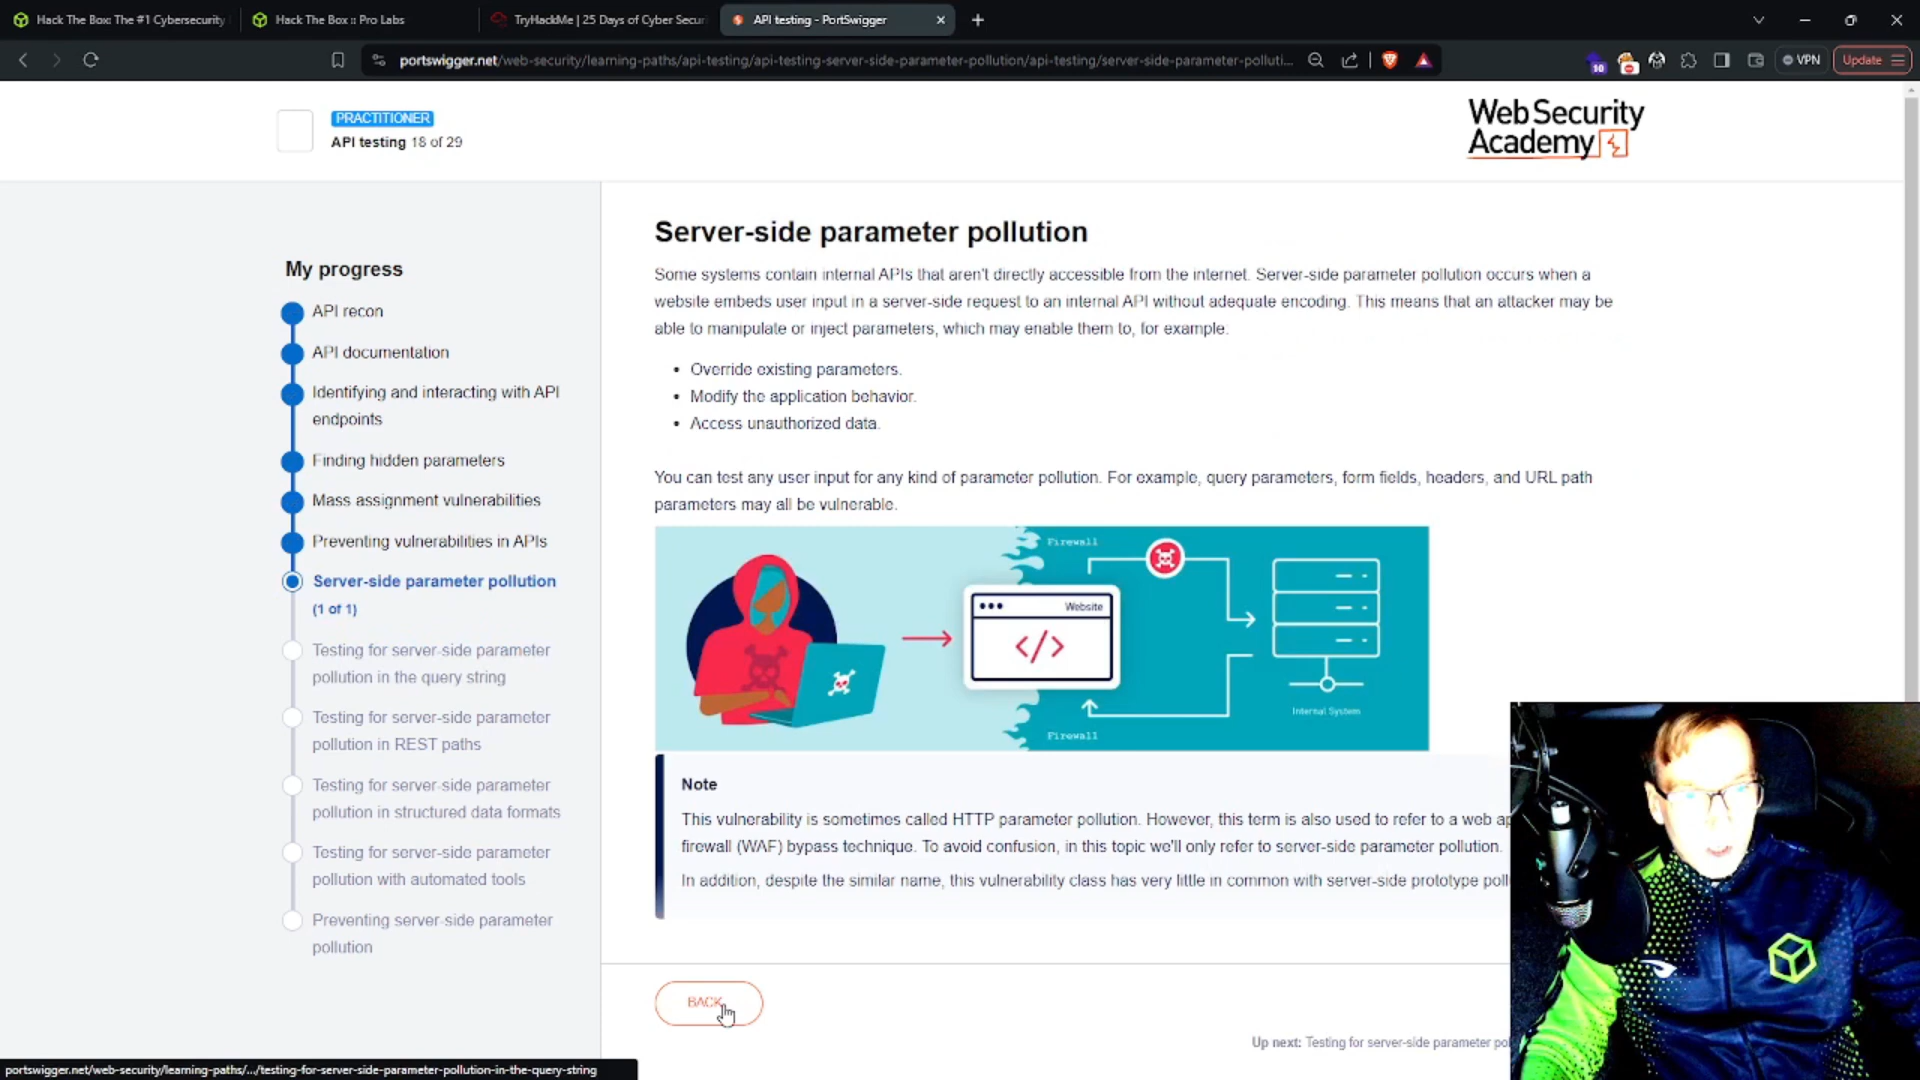 Hack The Box: The #1 Cybersecurity
Hack The Box :: Pro Labs
TryHackMe | 25 Days of Cyber Secur
API testing - PortSwigger
portswigger.net/web-security/learning-paths/api-testing/api-testing-server-side-parameter-pollution/api-testing/server-side-parameter-polluti...
10
VPN
Update
PRACTITIONER
API testing 18 of 29
Web Security
Academy
My progress
API recon
API documentation
Identifying and interacting with API
endpoints
Finding hidden parameters
Mass assignment vulnerabilities
Preventing vulnerabilities in APIs
Server-side parameter pollution
(1 of 1)
Testing for server-side parameter
pollution in the query string
Testing for server-side parameter
pollution in REST paths
Testing for server-side parameter
pollution in structured data formats
Testing for server-side parameter
pollution with automated tools
Preventing server-side parameter
pollution
Server-side parameter pollution
Some systems contain internal APIs that aren't directly accessible from the internet. Server-side parameter pollution occurs when a
website embeds user input in a server-side request to an internal API without adequate encoding. This means that an attacker may be
able to manipulate or inject parameters, which may enable them to, for example:
• Override existing parameters.
• Modify the application behavior.
• Access unauthorized data.
You can test any user input for any kind of parameter pollution. For example, query parameters, form fields, headers, and URL path
parameters may all be vulnerable.
Firewall
Website
</>
Internal System
Firewall
Note
This vulnerability is sometimes called HTTP parameter pollution. However, this term is also used to refer to a web ap
firewall (WAF) bypass technique. To avoid confusion, in this topic we'll only refer to server-side parameter pollution.
In addition, despite the similar name, this vulnerability class has very little in common with server-side prototype poll
BACK
Up next: Testing for server-side parameter po
portswigger.net/web-security/learning-paths/.../testing-for-server-side-parameter-pollution-in-the-query-string